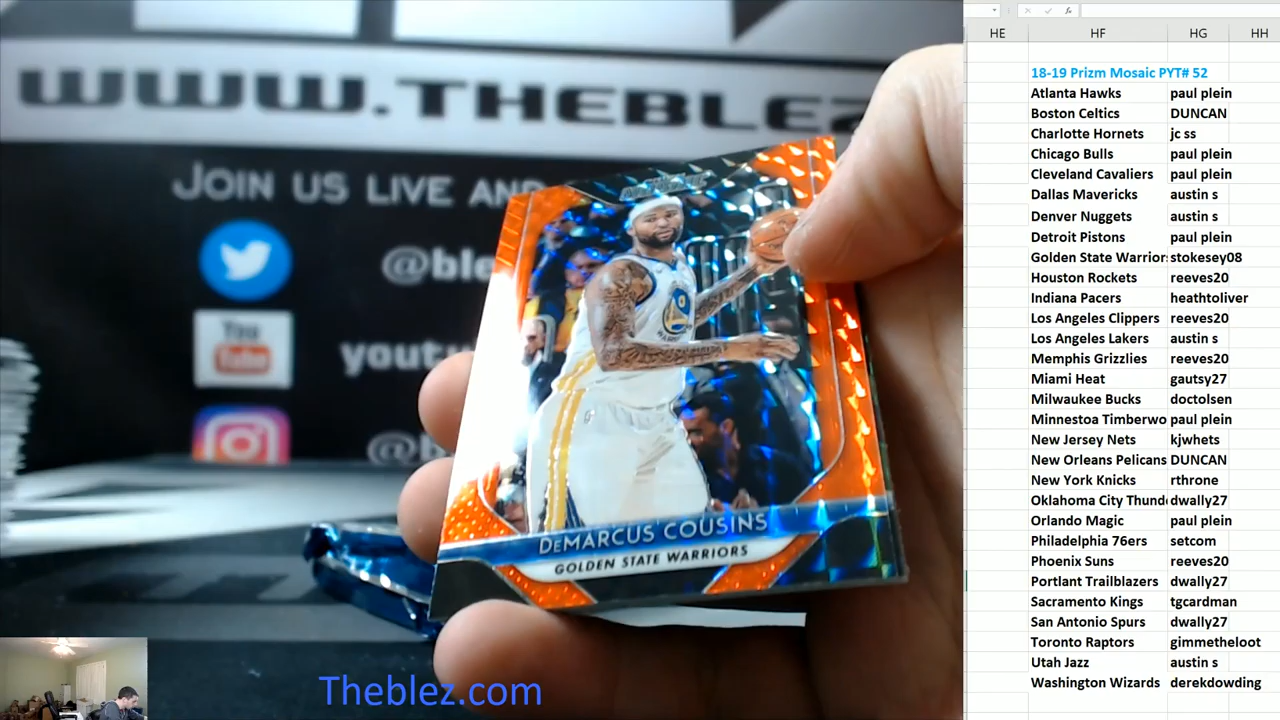 WWW.THEBLEZ
JOIN US LIVE AND
@ble
You
Tube
youtu
@b
DeMARCUS COUSINS
GOLDEN STATE WARRIORS
Theblez.com
fx
HE HF HG HH
18-19 Prizm Mosaic PYT# 52
Atlanta Hawks paul plein
Boston Celtics DUNCAN
Charlotte Hornets jc ss
Chicago Bulls paul plein
Cleveland Cavaliers paul plein
Dallas Mavericks austin s
Denver Nuggets austin s
Detroit Pistons paul plein
Golden State Warrior stokesey08
Houston Rockets reeves20
Indiana Pacers heathtoliver
Los Angeles Clippers reeves20
Los Angeles Lakers austin s
Memphis Grizzlies reeves20
Miami Heat gautsy27
Milwaukee Bucks doctolsen
Minnestoa Timberwo paul plein
New Jersey Nets kjwhets
New Orleans Pelicans DUNCAN
New York Knicks rthrone
Oklahoma City Thund dwally27
Orlando Magic paul plein
Philadelphia 76ers setcom
Phoenix Suns reeves20
Portlant Trailblazers dwally27
Sacramento Kings tgcardman
San Antonio Spurs dwally27
Toronto Raptors gimmetheloot
Utah Jazz austin s
Washington Wizards derekdowding